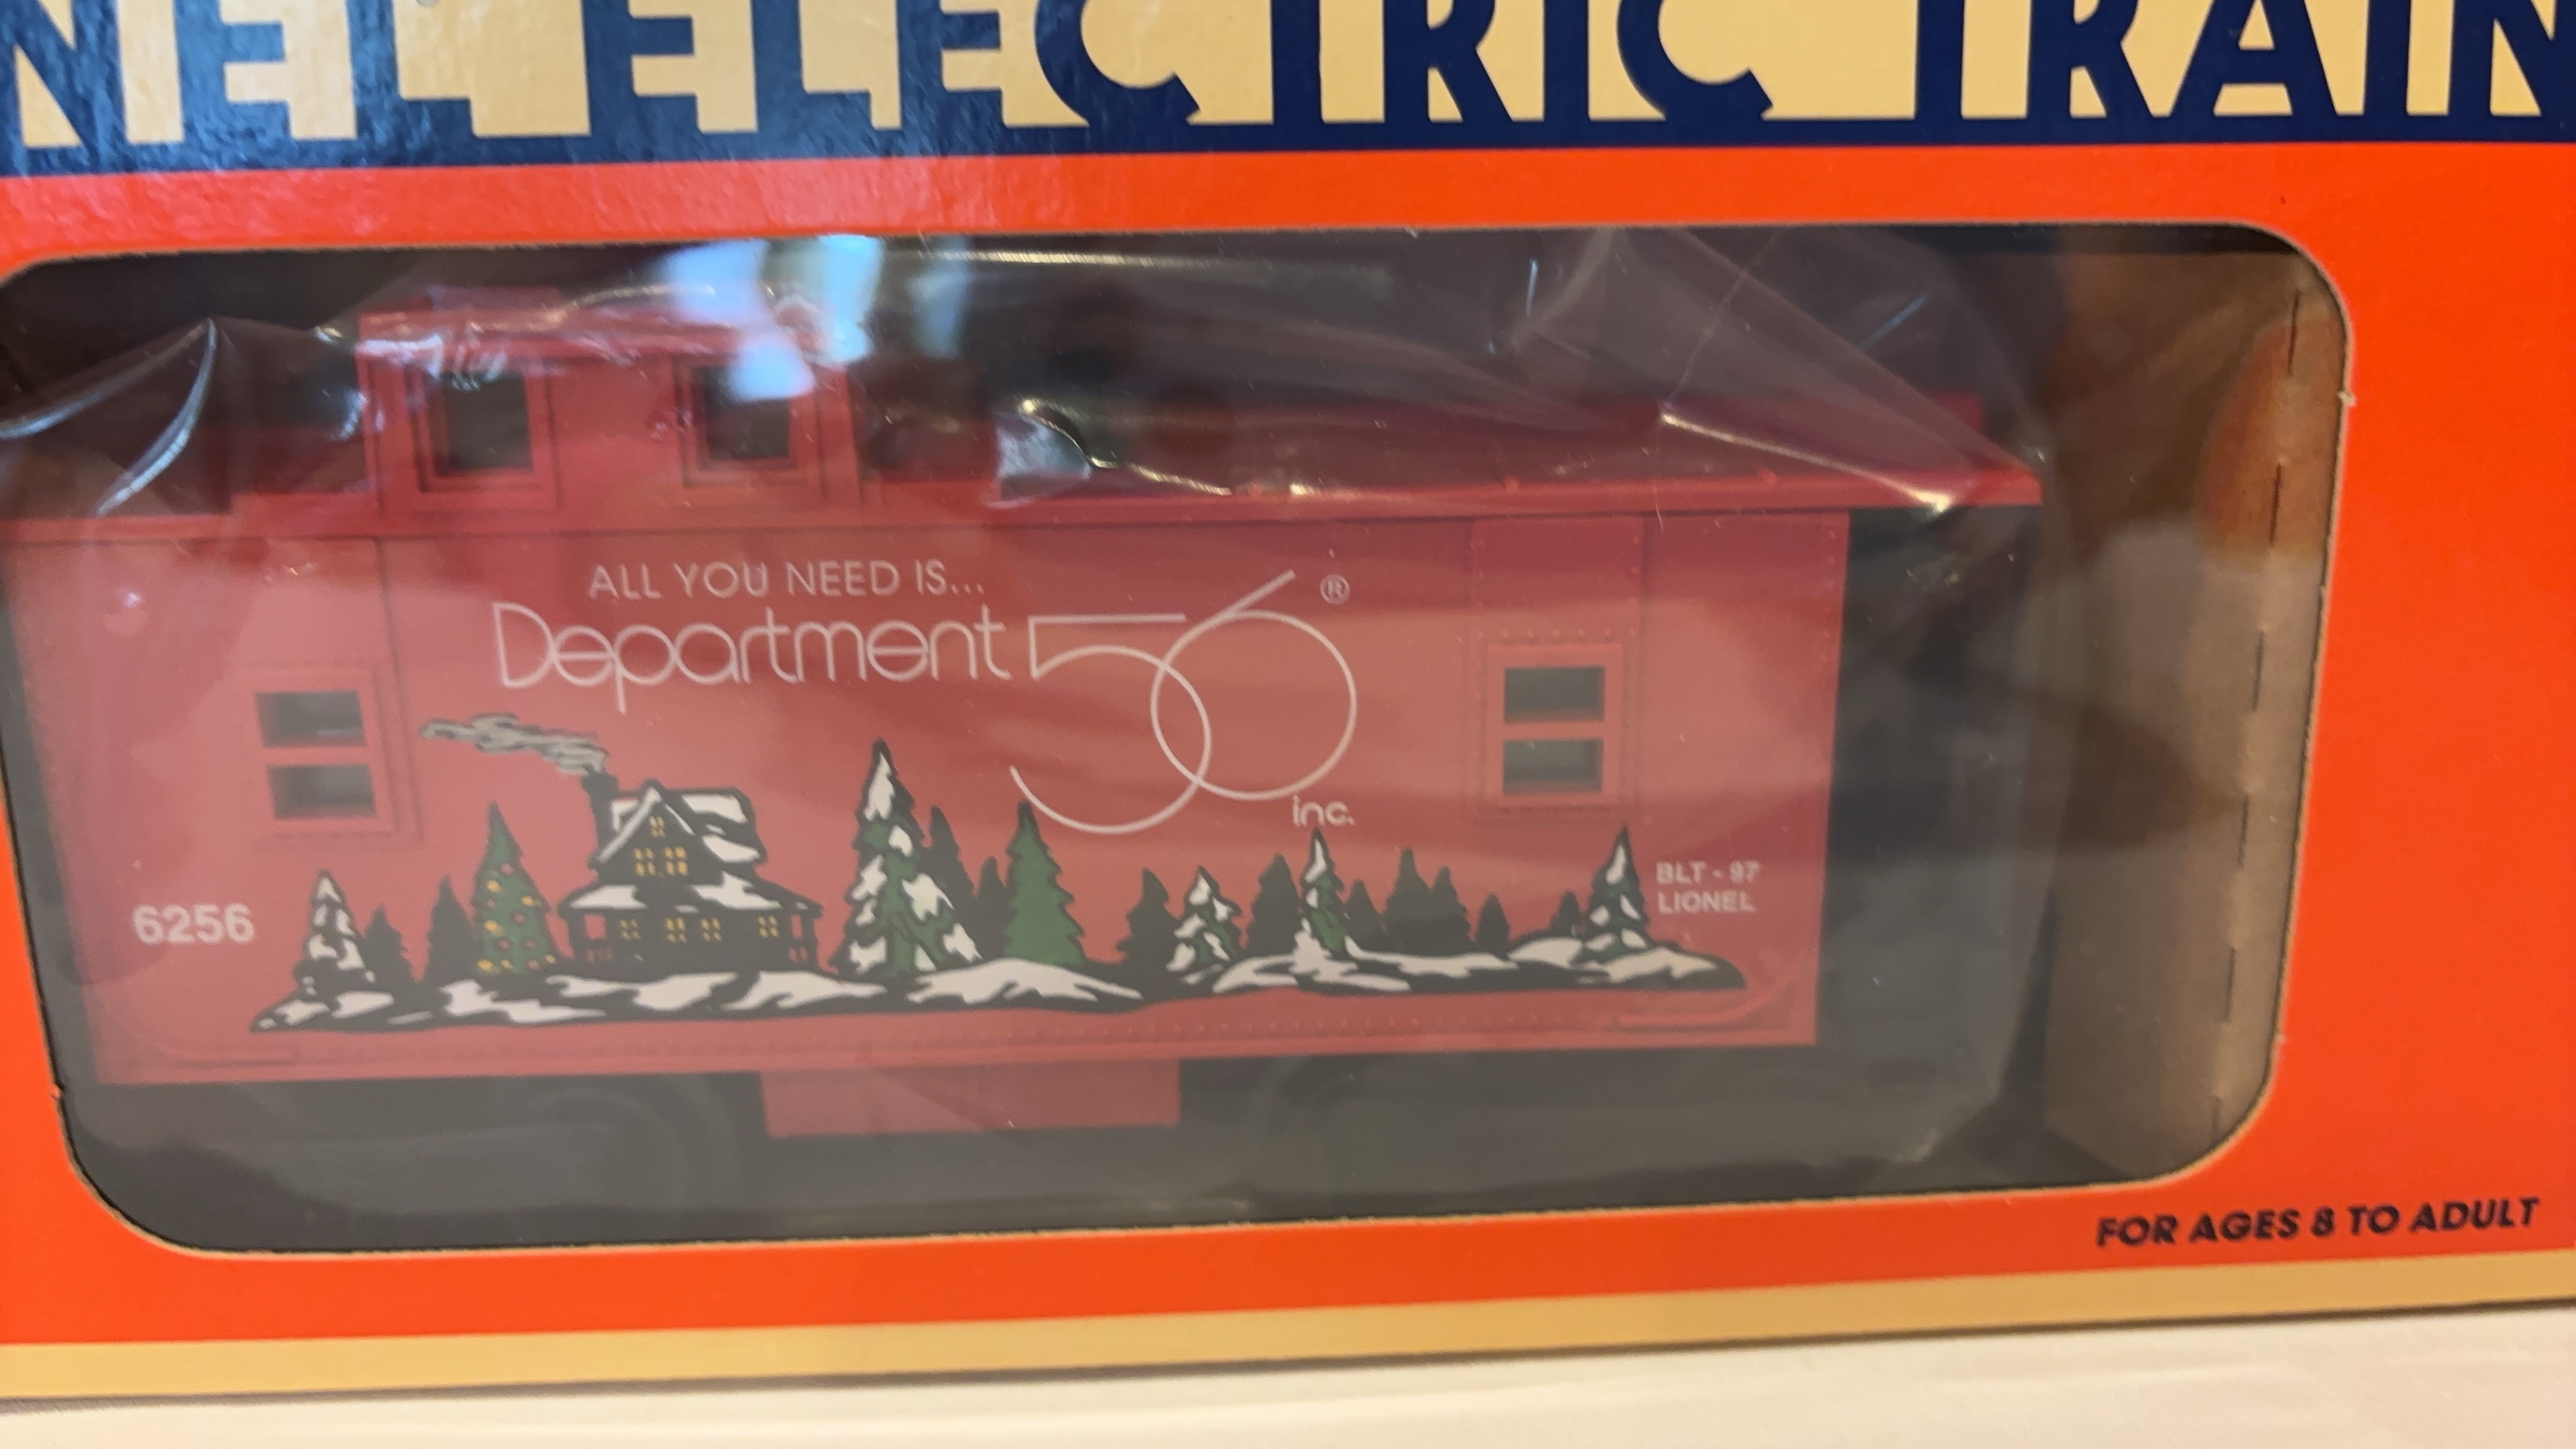 NEL ELECTRIC TRAIN
ALL YOU NEED IS...
Department 56 ®
inc.
6256
BLT - 97
LIONEL
FOR AGES 8 TO ADULT